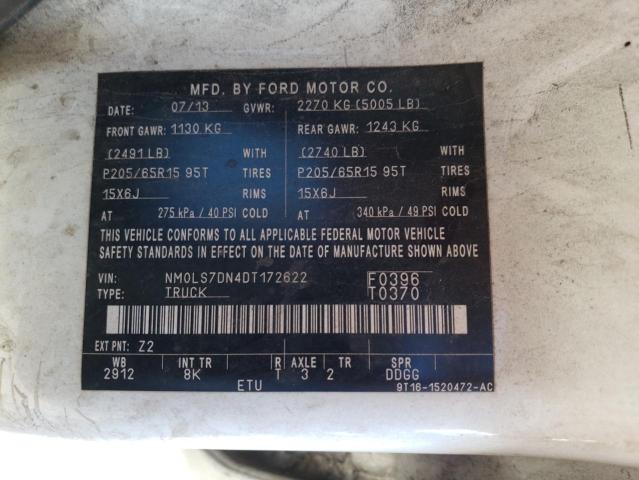 MFD. BY FORD MOTOR CO.
DATE: 07/13 GVWR: 2270 KG (5005 LB)
FRONT GAWR: 1130 KG REAR GAWR: 1243 KG
(2491 LB) WITH (2740 LB) WITH
P205/65R15 95T TIRES P205/65R15 95T TIRES
15X6J RIMS 15X6J RIMS
AT 275 kPa / 40 PSI COLD AT 340 kPa / 49 PSI COLD
THIS VEHICLE CONFORMS TO ALL APPLICABLE FEDERAL MOTOR VEHICLE
SAFETY STANDARDS IN EFFECT ON THE DATE OF MANUFACTURE SHOWN ABOVE
VIN: NM0LS7DN4DT172622 F0396
TYPE: TRUCK T0370
EXT PNT: Z2
WB INT TR R AXLE TR SPR
2912 8K T 3 2 DDGG
ETU 9T16-1520472-AC